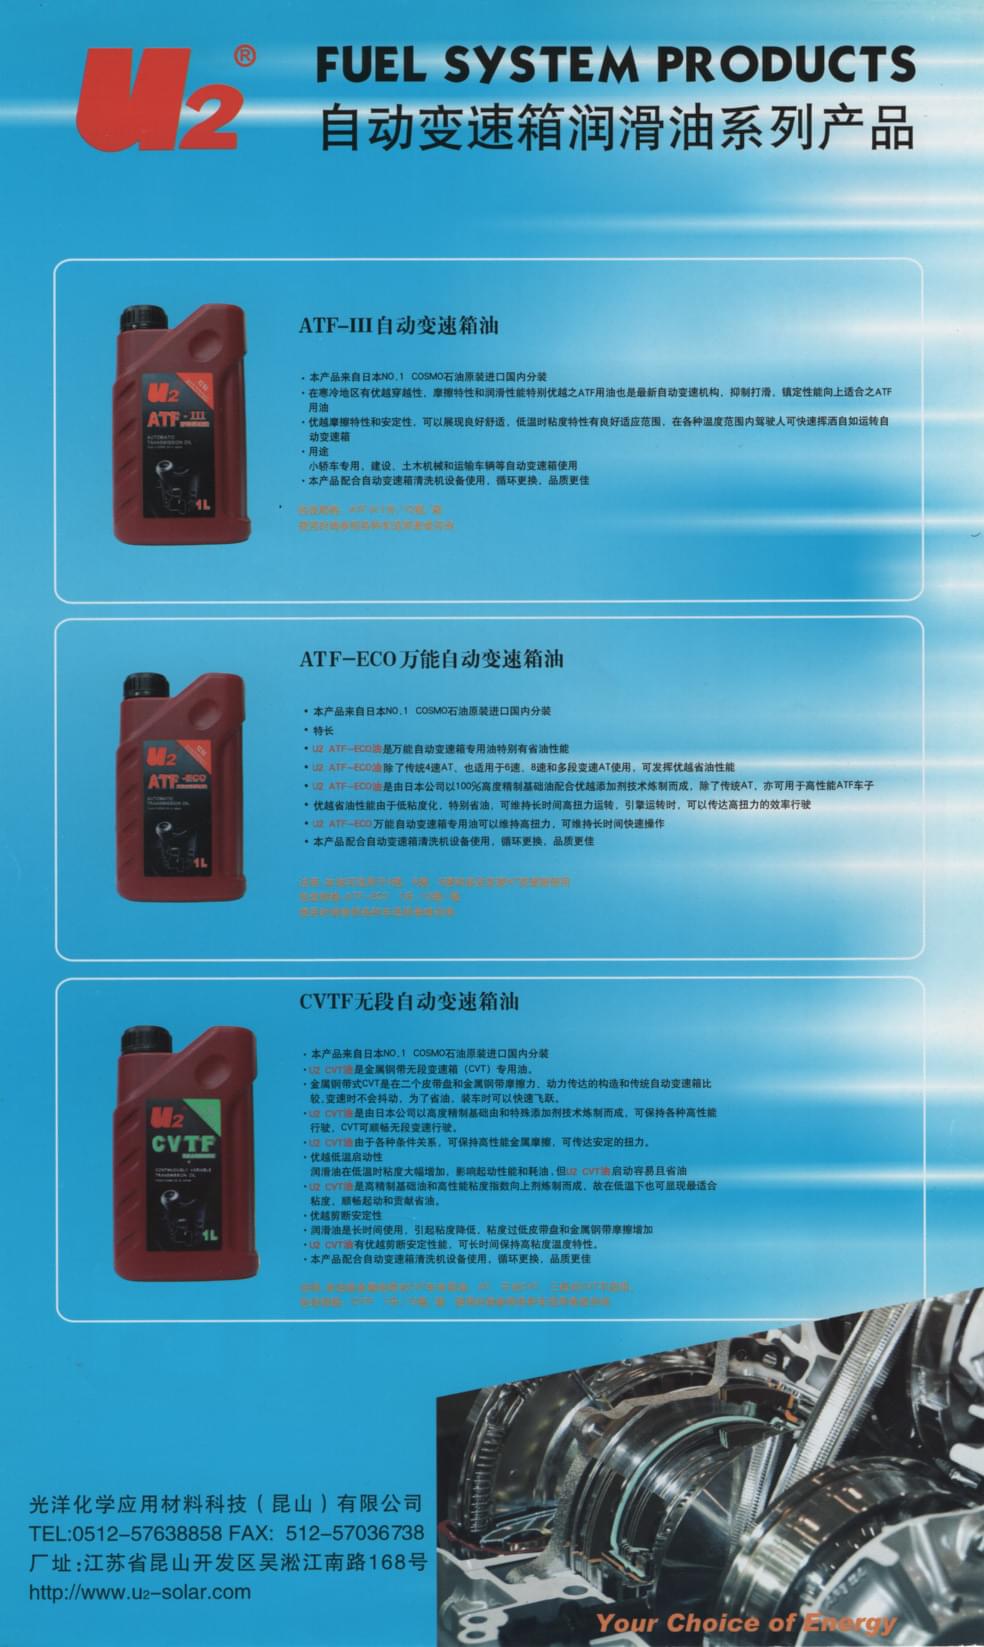 U2®
FUEL SYSTEM PRODUCTS
自动变速箱润滑油系列产品
U2
ATF-III
AUTOMATIC
TRANSMISSION OIL
1L
ATF-III自动变速箱油
·本产品来自日本NO.1 COSMO石油原装进口国内分装
·在寒冷地区有优越穿越性，摩擦特性和润滑性能特别优越之ATF用油也是最新自动变速机构，抑制打滑，镇定性能向上适合之ATF
用油
·优越摩擦特性和安定性，可以展现良好舒适，低温时粘度特性有良好适应范围，在各种温度范围内驾驶人可快速挥洒自如运转自
动变速箱
·用途
小轿车专用，建设、土木机械和运输车辆等自动变速箱使用
·本产品配合自动变速箱清洗机设备使用，循环更换，品质更佳
U2
ATF-ECO
AUTOMATIC
TRANSMISSION OIL
1L
ATF-ECO万能自动变速箱油
•本产品来自日本NO.1 COSMO石油原装进口国内分装
•特长
•U2 ATF-ECO油是万能自动变速箱专用油特别有省油性能
•U2 ATF-ECO油除了传统4速AT、也适用于6速、8速和多段变速AT使用，可发挥优越省油性能
•U2 ATF-ECO油是由日本公司以100%高度精制基础油配合优越添加剂技术炼制而成，除了传统AT、亦可用于高性能ATF车子
•优越省油性能由于低粘度化，特别省油，可维持长时间高扭力运转，引擎运转时，可以传达高扭力的效率行驶
•U2 ATF-ECO万能自动变速箱专用油可以维持高扭力，可维持长时间快速操作
•本产品配合自动变速箱清洗机设备使用，循环更换，品质更佳
U2
CVTF
CONTINUOUSLY VARIABLE
TRANSMISSION OIL
1L
CVTF无段自动变速箱油
·本产品来自日本NO.1 COSMO石油原装进口国内分装
·U2 CVT油是金属钢带无段变速箱（CVT）专用油。
·金属钢带式CVT是在二个皮带盘和金属钢带摩擦力，动力传达的构造和传统自动变速箱比
较,变速时不会抖动，为了省油，装车时可以快速飞跃。
·U2 CVT油是由日本公司以高度精制基础由和特殊添加剂技术炼制而成，可保持各种高性能
行驶，CVT可顺畅无段变速行驶。
·U2 CVT油由于各种条件关系，可保持高性能金属摩擦，可传达安定的扭力。
·优越低温启动性
润滑油在低温时粘度大幅增加，影响起动性能和耗油,但U2 CVT油启动容易且省油
·U2 CVT油是高精制基础油和高性能粘度指数向上剂炼制而成，故在低温下也可显现最适合
粘度，顺畅起动和贡献省油。
·优越剪断安定性
·润滑油是长时间使用，引起粘度降低，粘度过低皮带盘和金属钢带摩擦增加
·U2 CVT油有优越剪断安定性能，可长时间保持高粘度温度特性。
·本产品配合自动变速箱清洗机设备使用，循环更换，品质更佳
光洋化学应用材料科技（昆山）有限公司
TEL:0512-57638858 FAX: 512-57036738
厂址:江苏省昆山开发区吴淞江南路168号
http://www.u2-solar.com
Your Choice of Energy